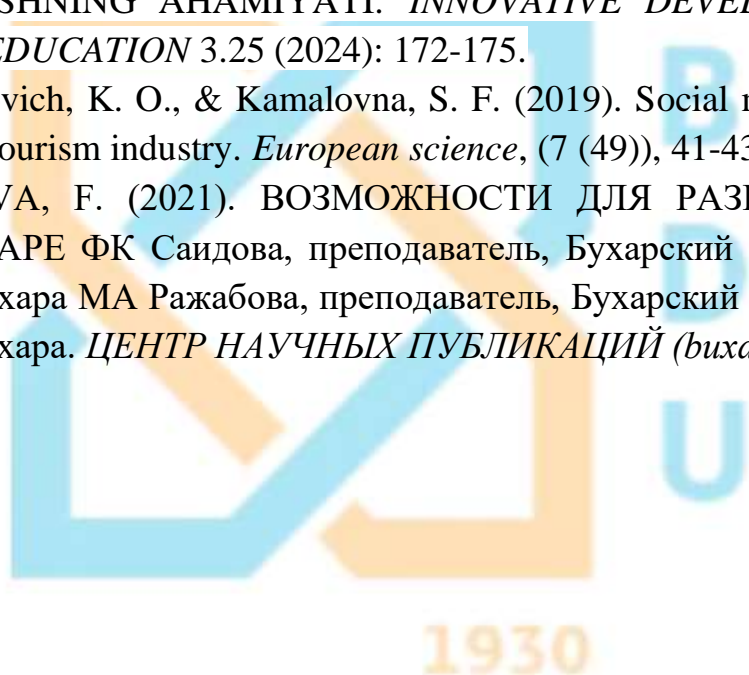 SHNING AHAMIYATI. INNOVATIVE DEVEL
EDUCATION 3.25 (2024): 172-175.
vich, K. O., & Kamalovna, S. F. (2019). Social
ourism industry. European science, (7 (49)), 41-43
VA, F. (2021). ВОЗМОЖНОСТИ ДЛЯ РАЗ
АРЕ ФК Саидова, преподаватель, Бухарский
хара МА Ражабова, преподаватель, Бухарский
хара. ЦЕНТР НАУЧНЫХ ПУБЛИКАЦИЙ (buxd
B
D
U
1930